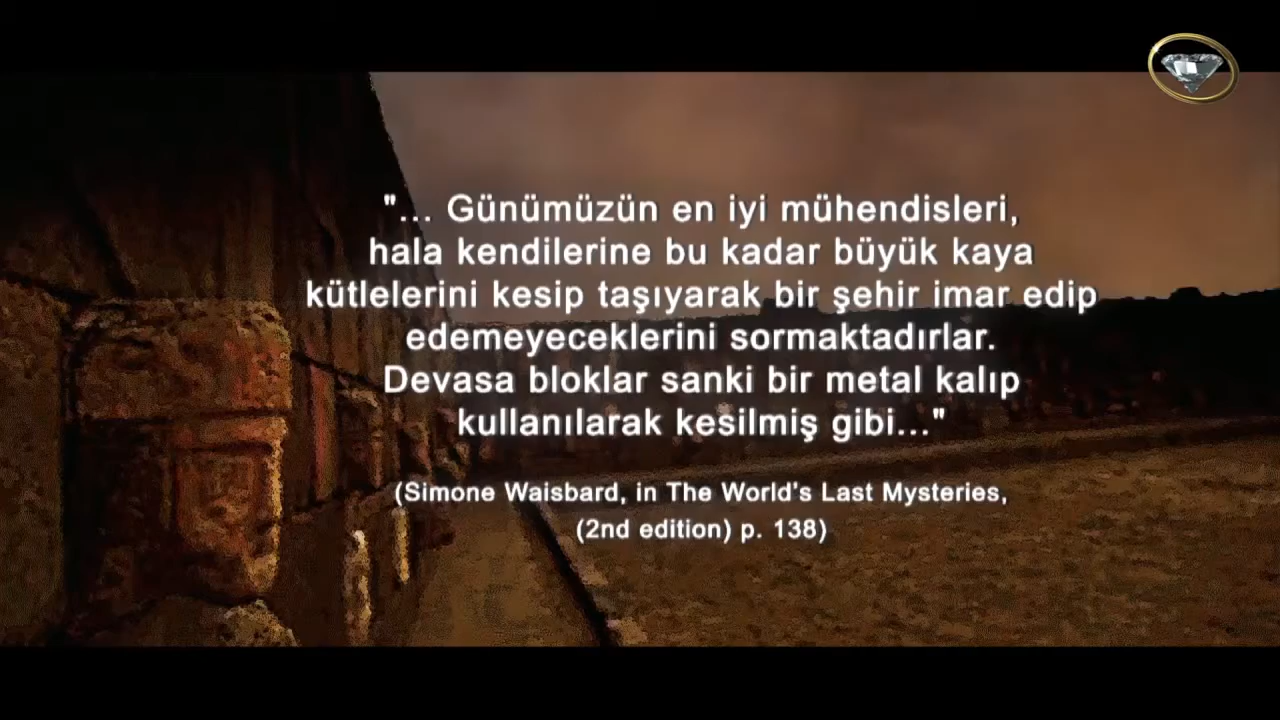 "... Günümüzün en iyi mühendisleri,
hala kendilerine bu kadar büyük kaya
kütlelerini kesip taşıyarak bir şehir imar edip
edemeyeceklerini sormaktadırlar.
Devasa bloklar sanki bir metal kalıp
kullanılarak kesilmiş gibi..."
(Simone Waisbard, in The World's Last Mysteries,
(2nd edition) p. 138)